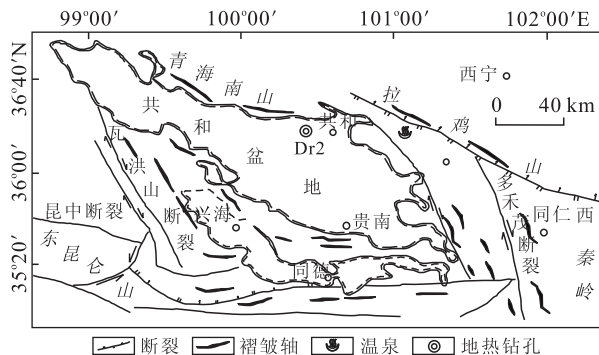 99°00′E
100°00′
101°00′
102°00′E
36°40′N
36°00′
35°20′
青海南山
西宁
拉鸡山
0 40 km
共和盆地
共和
Dr2
瓦洪山断裂
兴海
贵南
多禾茂断裂
同仁
西秦岭
昆中断裂
东昆仑山
同德
断裂 褶皱轴 温泉 地热钻孔